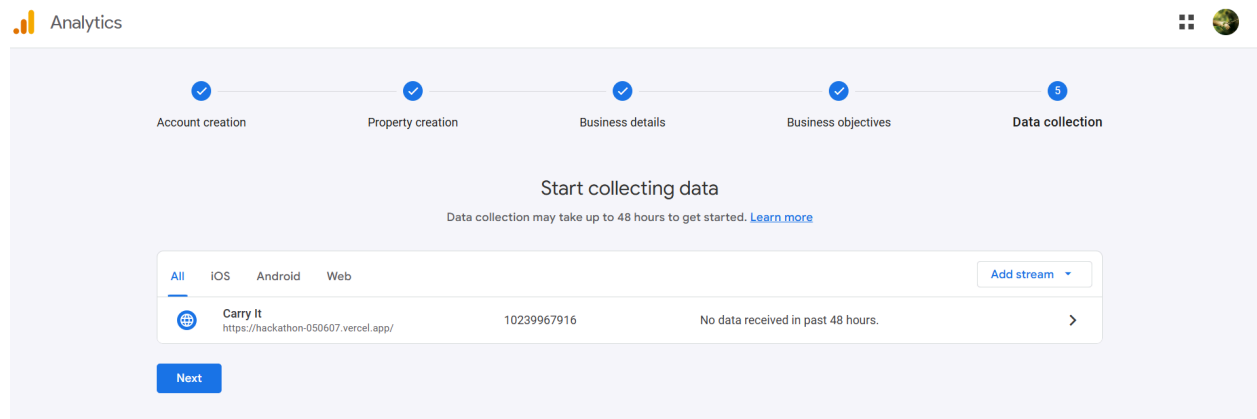 Analytics
5
Account creation Property creation Business details Business objectives Data collection
Start collecting data
Data collection may take up to 48 hours to get started. Learn more
All iOS Android Web Add stream
Carry It
https://hackathon-050607.vercel.app/
10239967916
No data received in past 48 hours.
Next